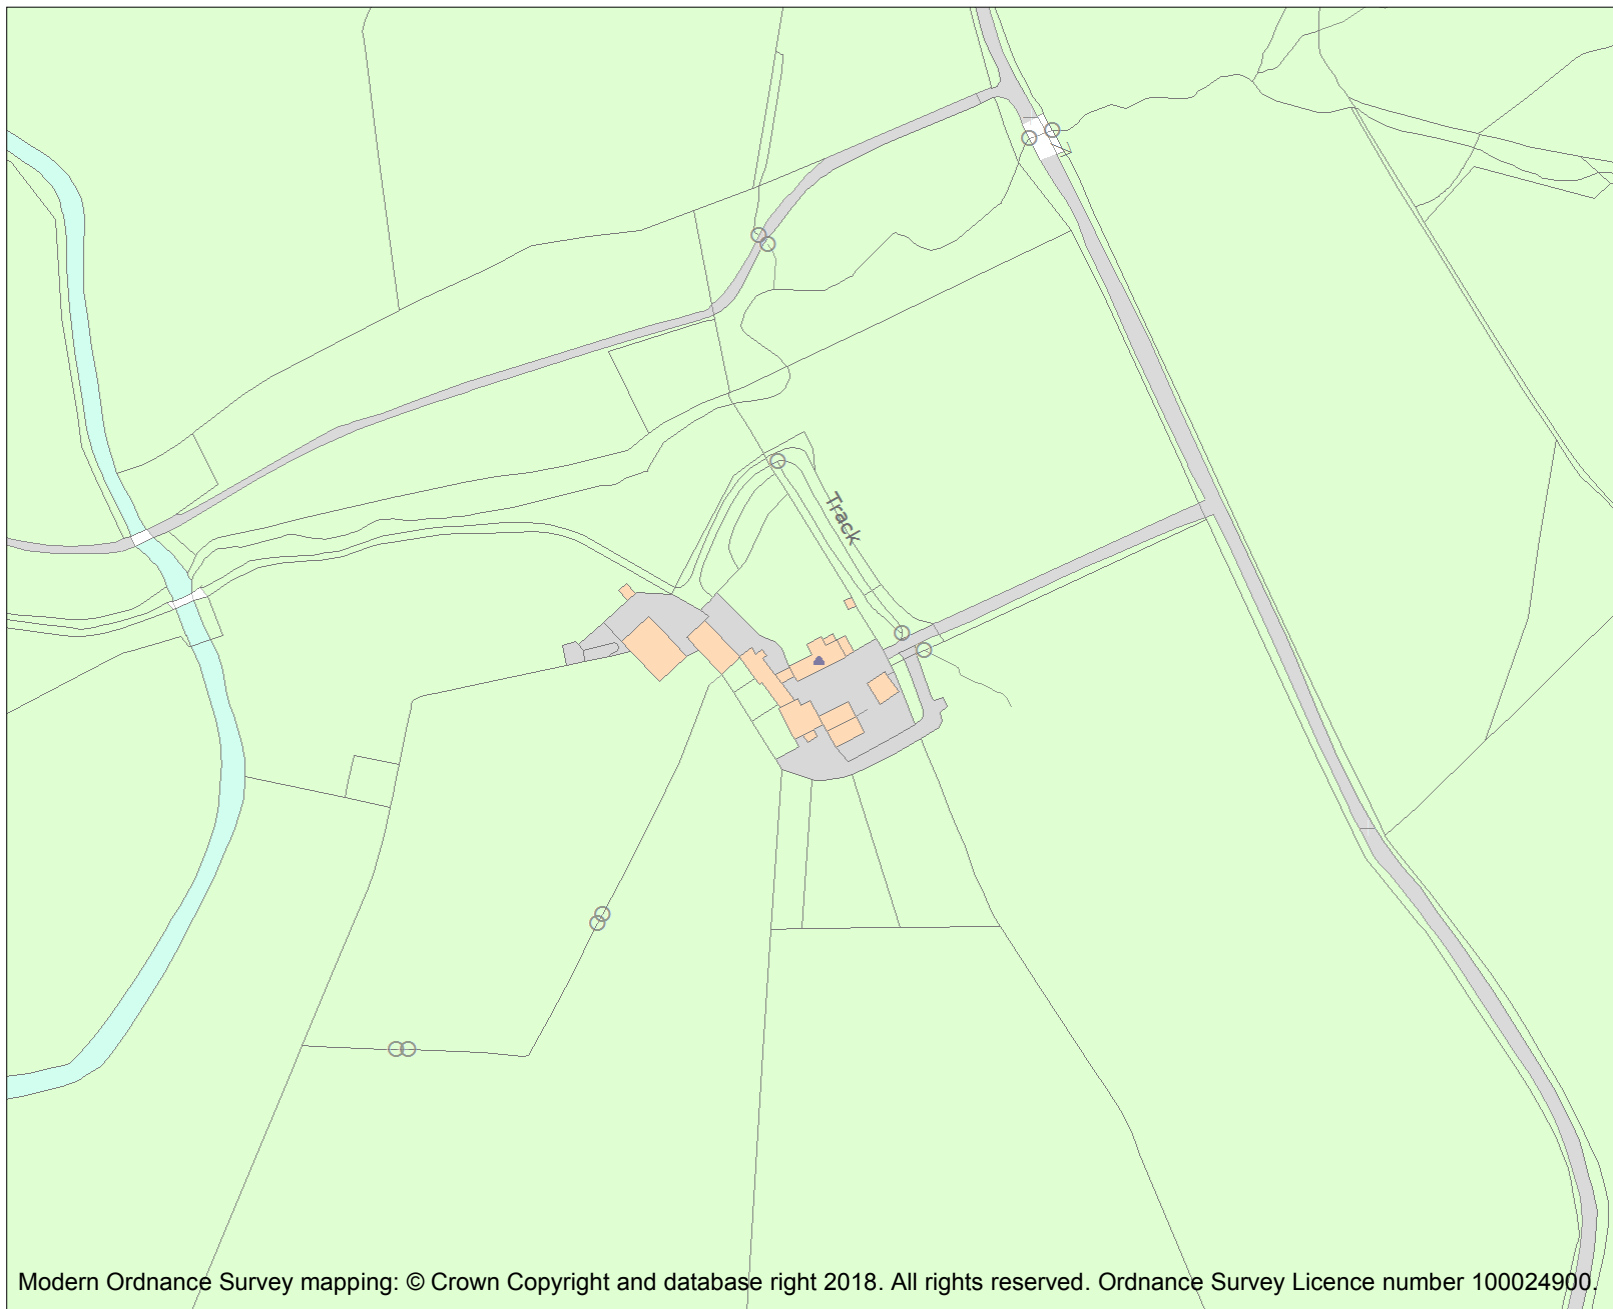 Track
Modern Ordnance Survey mapping: © Crown Copyright and database right 2018. All rights reserved. Ordnance Survey Licence number 100024900.